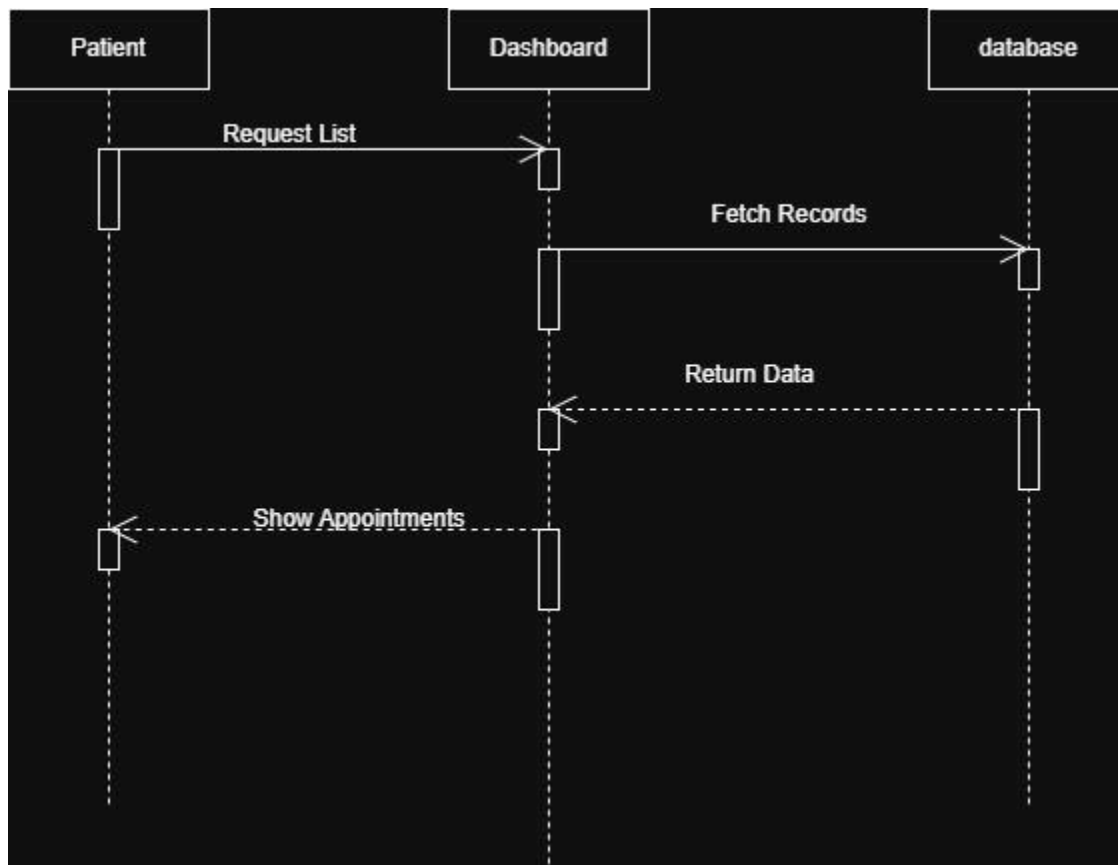 Patient
Dashboard
database
Request List
Fetch Records
Return Data
Show Appointments